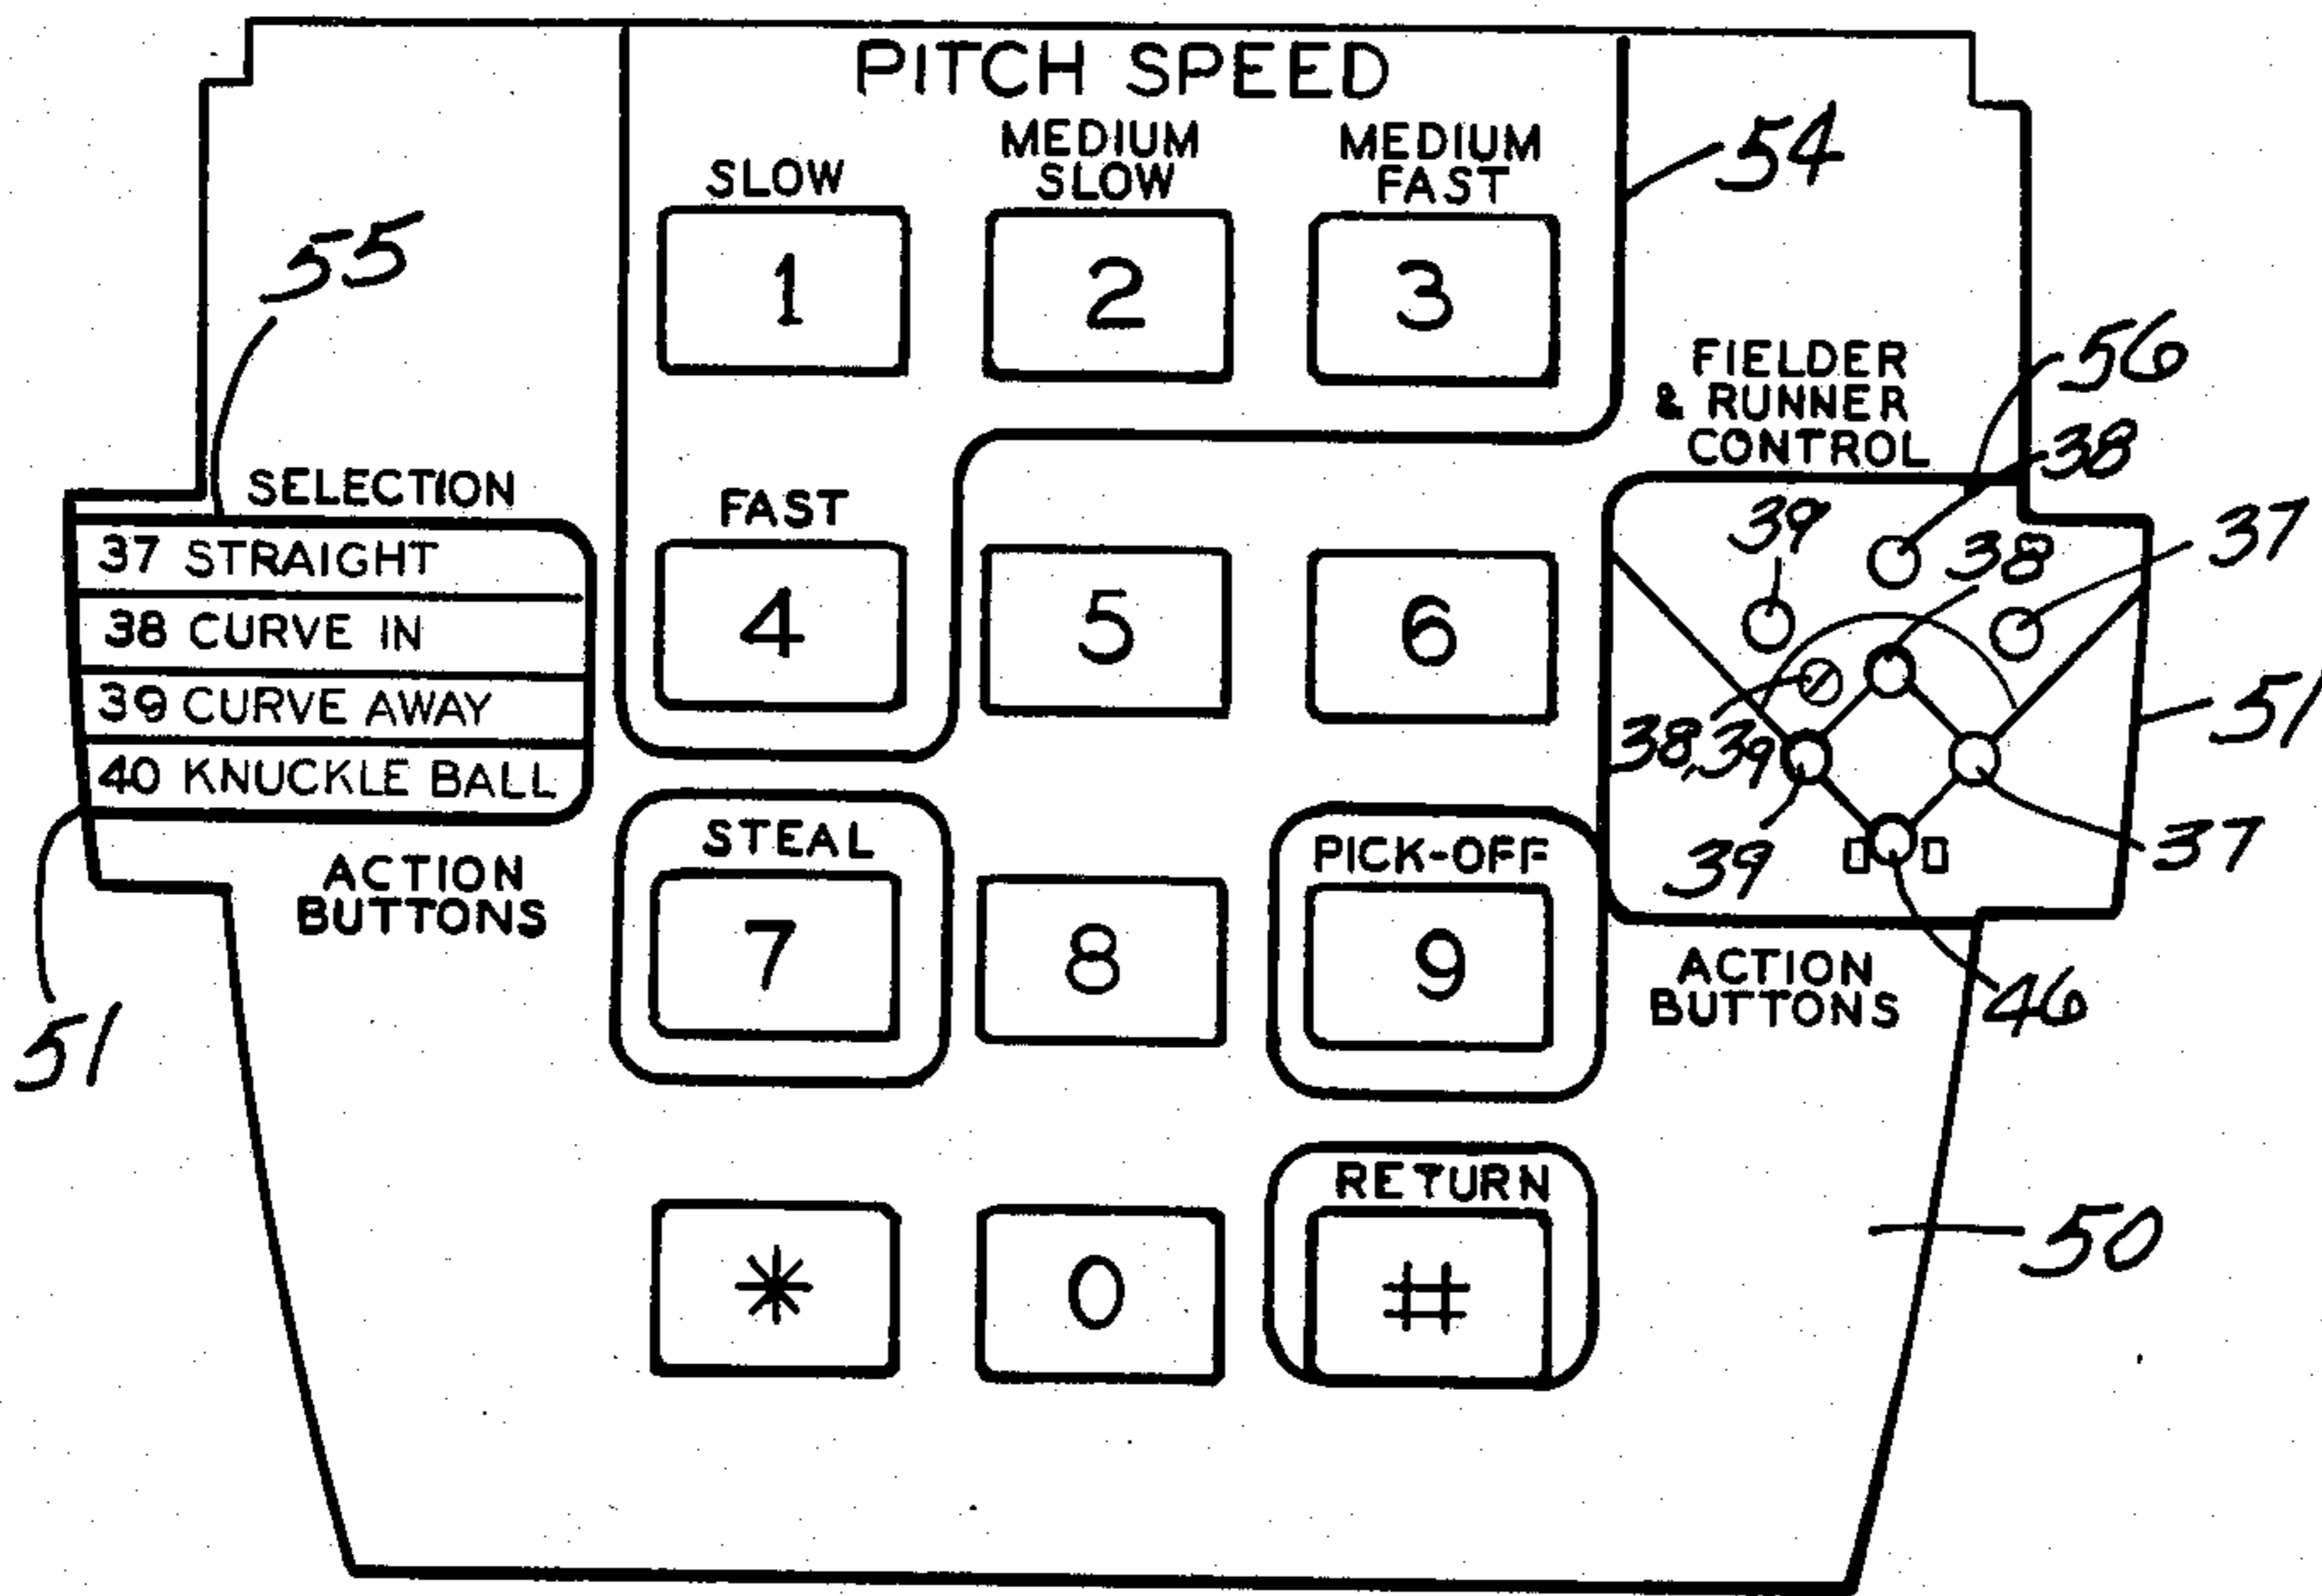 PITCH SPEED
SLOW
MEDIUM
SLOW
MEDIUM
FAST
54
1
2
3
55
FIELDER
& RUNNER
CONTROL
56
38
SELECTION
37 STRAIGHT
38 CURVE IN
39 CURVE AWAY
40 KNUCKLE BALL
FAST
4
5
6
39
38
37
38,39
51
39
37
ACTION
BUTTONS
51
STEAL
7
8
PICK-OFF
9
ACTION
BUTTONS
46
*
0
RETURN
#
50